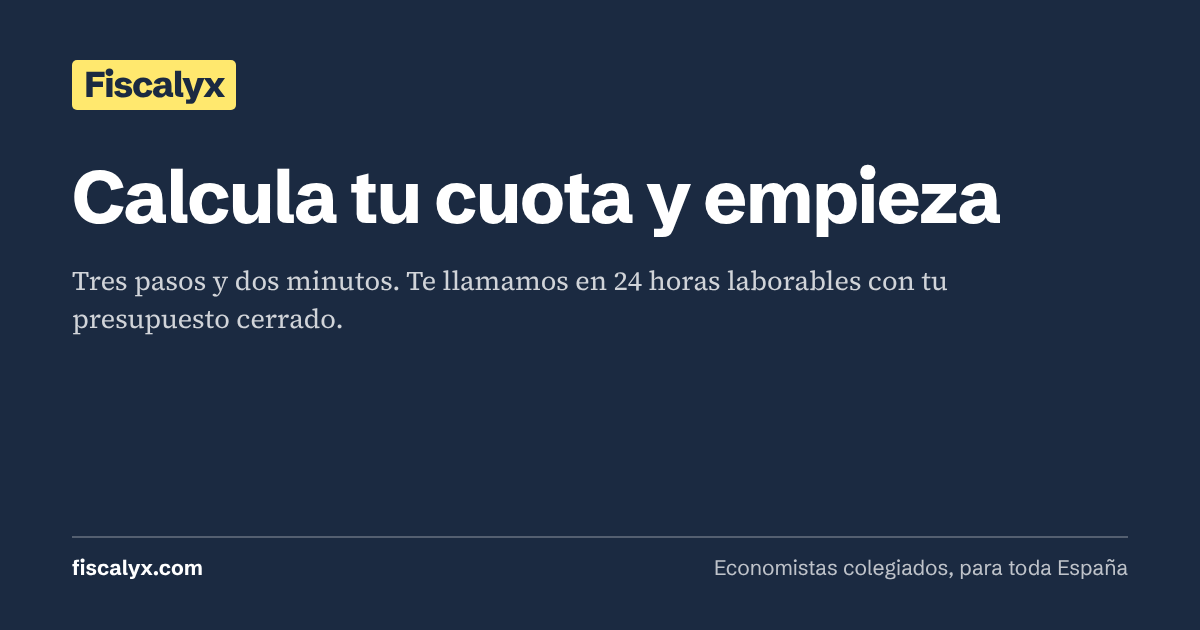 Fiscalyx
Calcula tu cuota y empieza
Tres pasos y dos minutos. Te llamamos en 24 horas laborables con tu
presupuesto cerrado.
fiscalyx.com
Economistas colegiados, para toda España